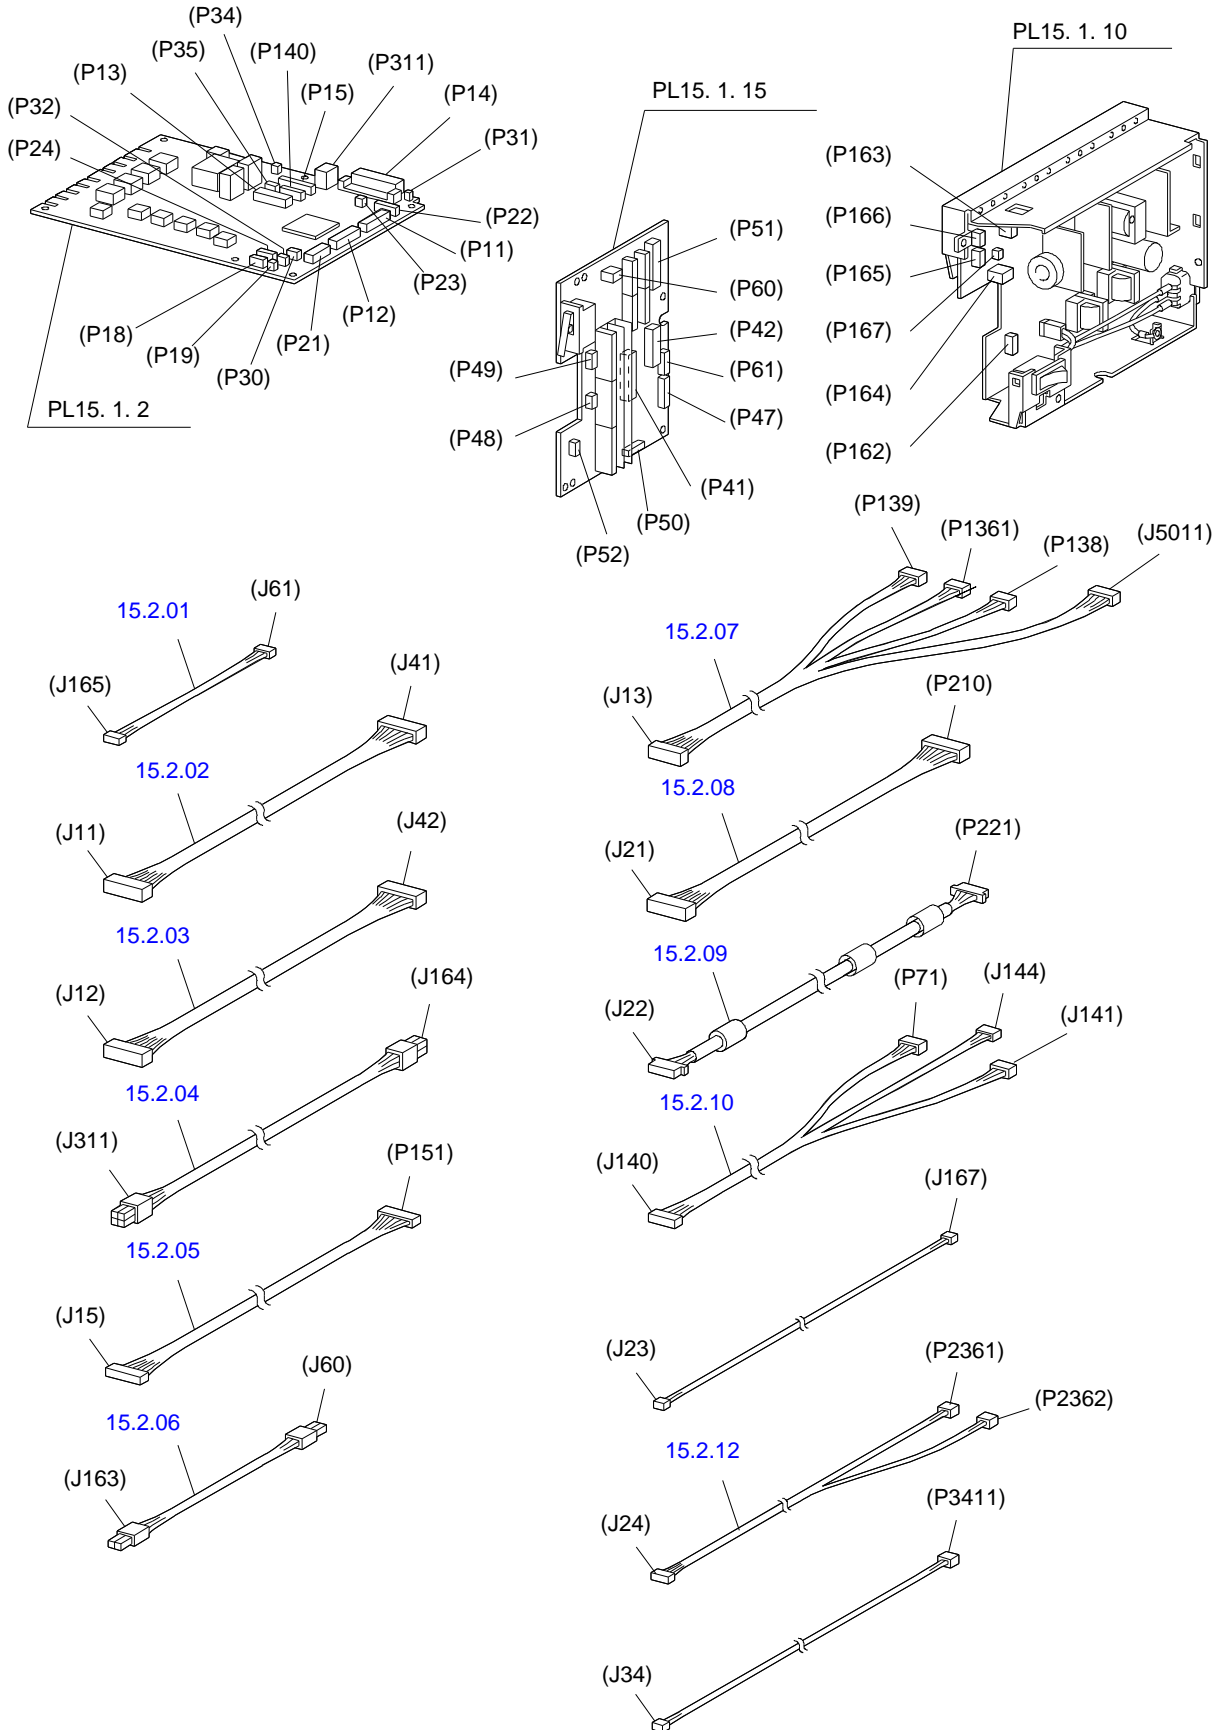 (P34)
(P35)
(P140)
(P13)
(P311)
(P15)
(P14)
(P32)
(P31)
(P24)
(P22)
(P11)
(P23)
(P12)
(P21)
(P18)
(P19)
(P30)
PL15. 1. 2
PL15. 1. 15
(P51)
(P60)
(P42)
(P49)
(P61)
(P47)
(P48)
(P41)
(P50)
(P52)
PL15. 1. 10
(P163)
(P166)
(P165)
(P167)
(P164)
(P162)
15.2.01
(J61)
(J165)
15.2.02
(J41)
(J11)
15.2.03
(J42)
(J12)
15.2.04
(J164)
(J311)
15.2.05
(P151)
(J15)
15.2.06
(J60)
(J163)
(P139)
(P1361)
(P138)
(J5011)
15.2.07
(J13)
(P210)
15.2.08
(J21)
(P221)
15.2.09
(J22)
(P71)
(J144)
(J141)
15.2.10
(J140)
(J167)
(J23)
(P2361)
(P2362)
15.2.12
(J24)
(P3411)
(J34)